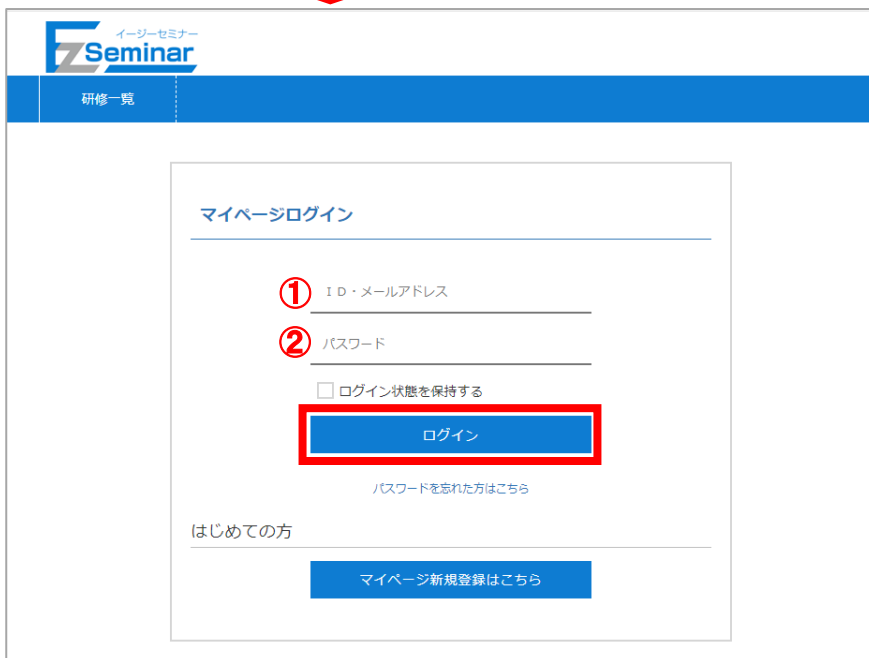 イージーセミナー
EZ Seminar
研修一覧
マイページログイン
① ID・メールアドレス
② パスワード
ログイン状態を保持する
ログイン
パスワードを忘れた方はこちら
はじめての方
マイページ新規登録はこちら